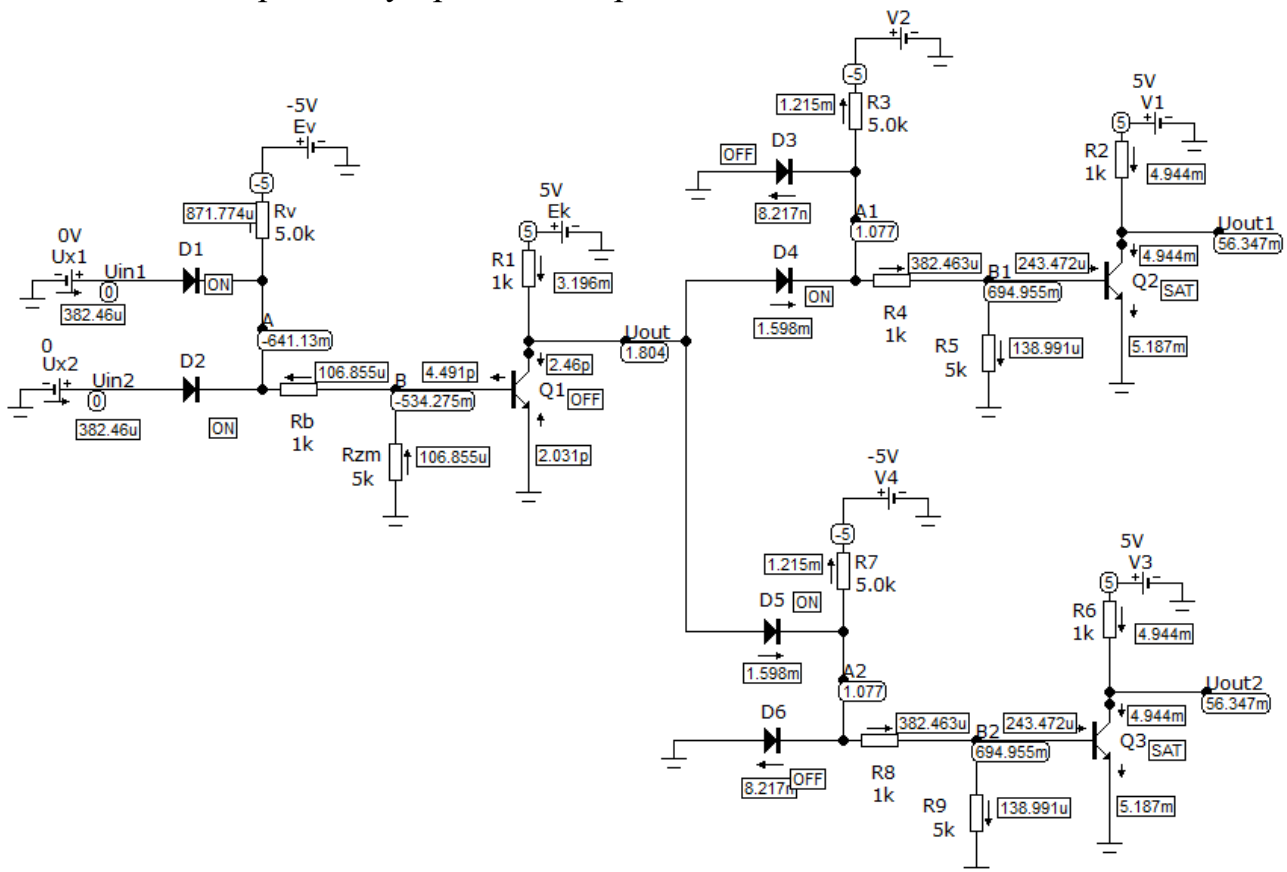 V2
-5
1.215m
R3
5.0k
5V
V1
5
-5V
Ev
D3
OFF
R2
1k
4.944m
-5
8.217n
A1
1.077
5V
Ek
871.774u
Rv
5.0k
Uout1
56.347m
0V
Ux1
D1
5
R1
1k
3.196m
D4
382.463u
B1
243.472u
4.944m
Uin1
0
ON
ON
694.955m
Q2
SAT
382.46u
A
-641.13m
Uout
1.804
1.598m
R4
1k
0
Ux2
D2
R5
5k
138.991u
5.187m
Uin2
0
106.855u
B
4.491p
2.46p
-534.275m
Q1
OFF
382.46u
ON
Rb
1k
Rzm
5k
106.855u
2.031p
-5V
V4
-5
1.215m
R7
5.0k
5V
V3
D5
ON
5
R6
1k
4.944m
1.598m
A2
1.077
Uout2
56.347m
D6
382.463u
B2
243.472u
4.944m
694.955m
Q3
SAT
OFF
R8
1k
R9
5k
138.991u
5.187m